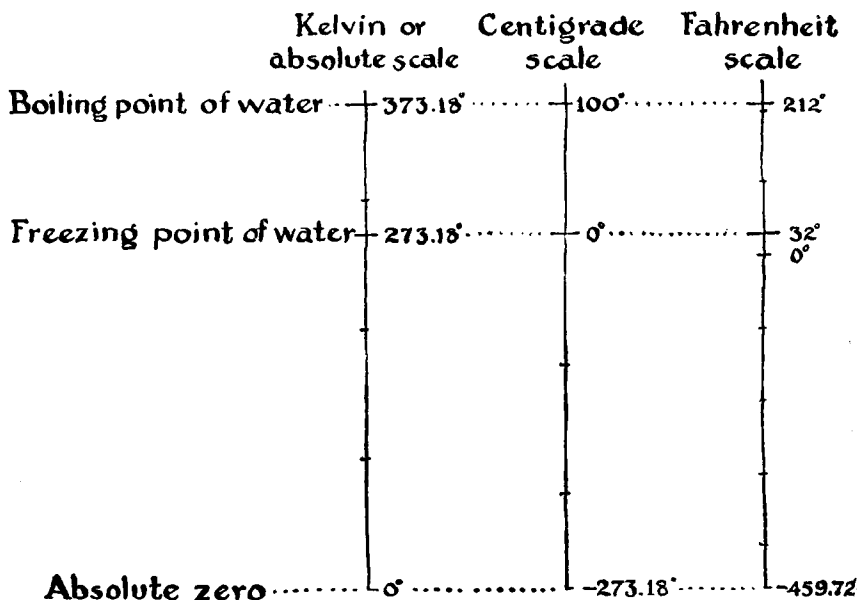 Kelvin or Centigrade Fahrenheit
absolute scale scale scale
Boiling point of water 373.18° 100° 212°
Freezing point of water 273.18° 0° 32°
0°
Absolute zero 0° -273.18° -459.72